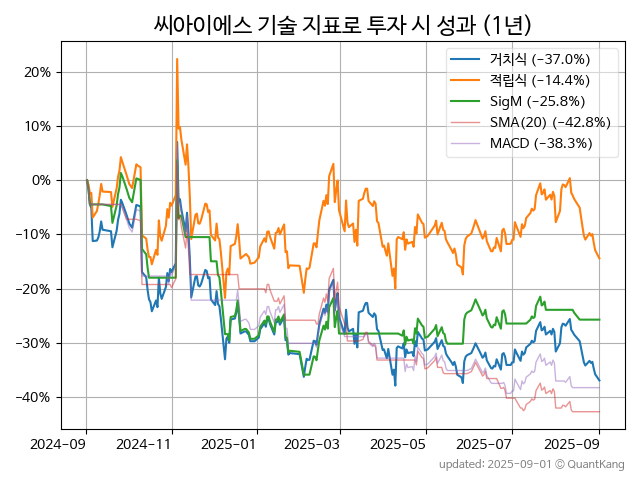 씨아이에스 기술 지표로 투자 시 성과 (1년)
거치식 (−37.0%)
적립식 (−14.4%)
SigM (−25.8%)
SMA(20) (−42.8%)
MACD (−38.3%)
20%
10%
0%
−10%
−20%
−30%
−40%
2024-09 2024-11 2025-01 2025-03 2025-05 2025-07 2025-09
updated: 2025-09-01 © QuantKang